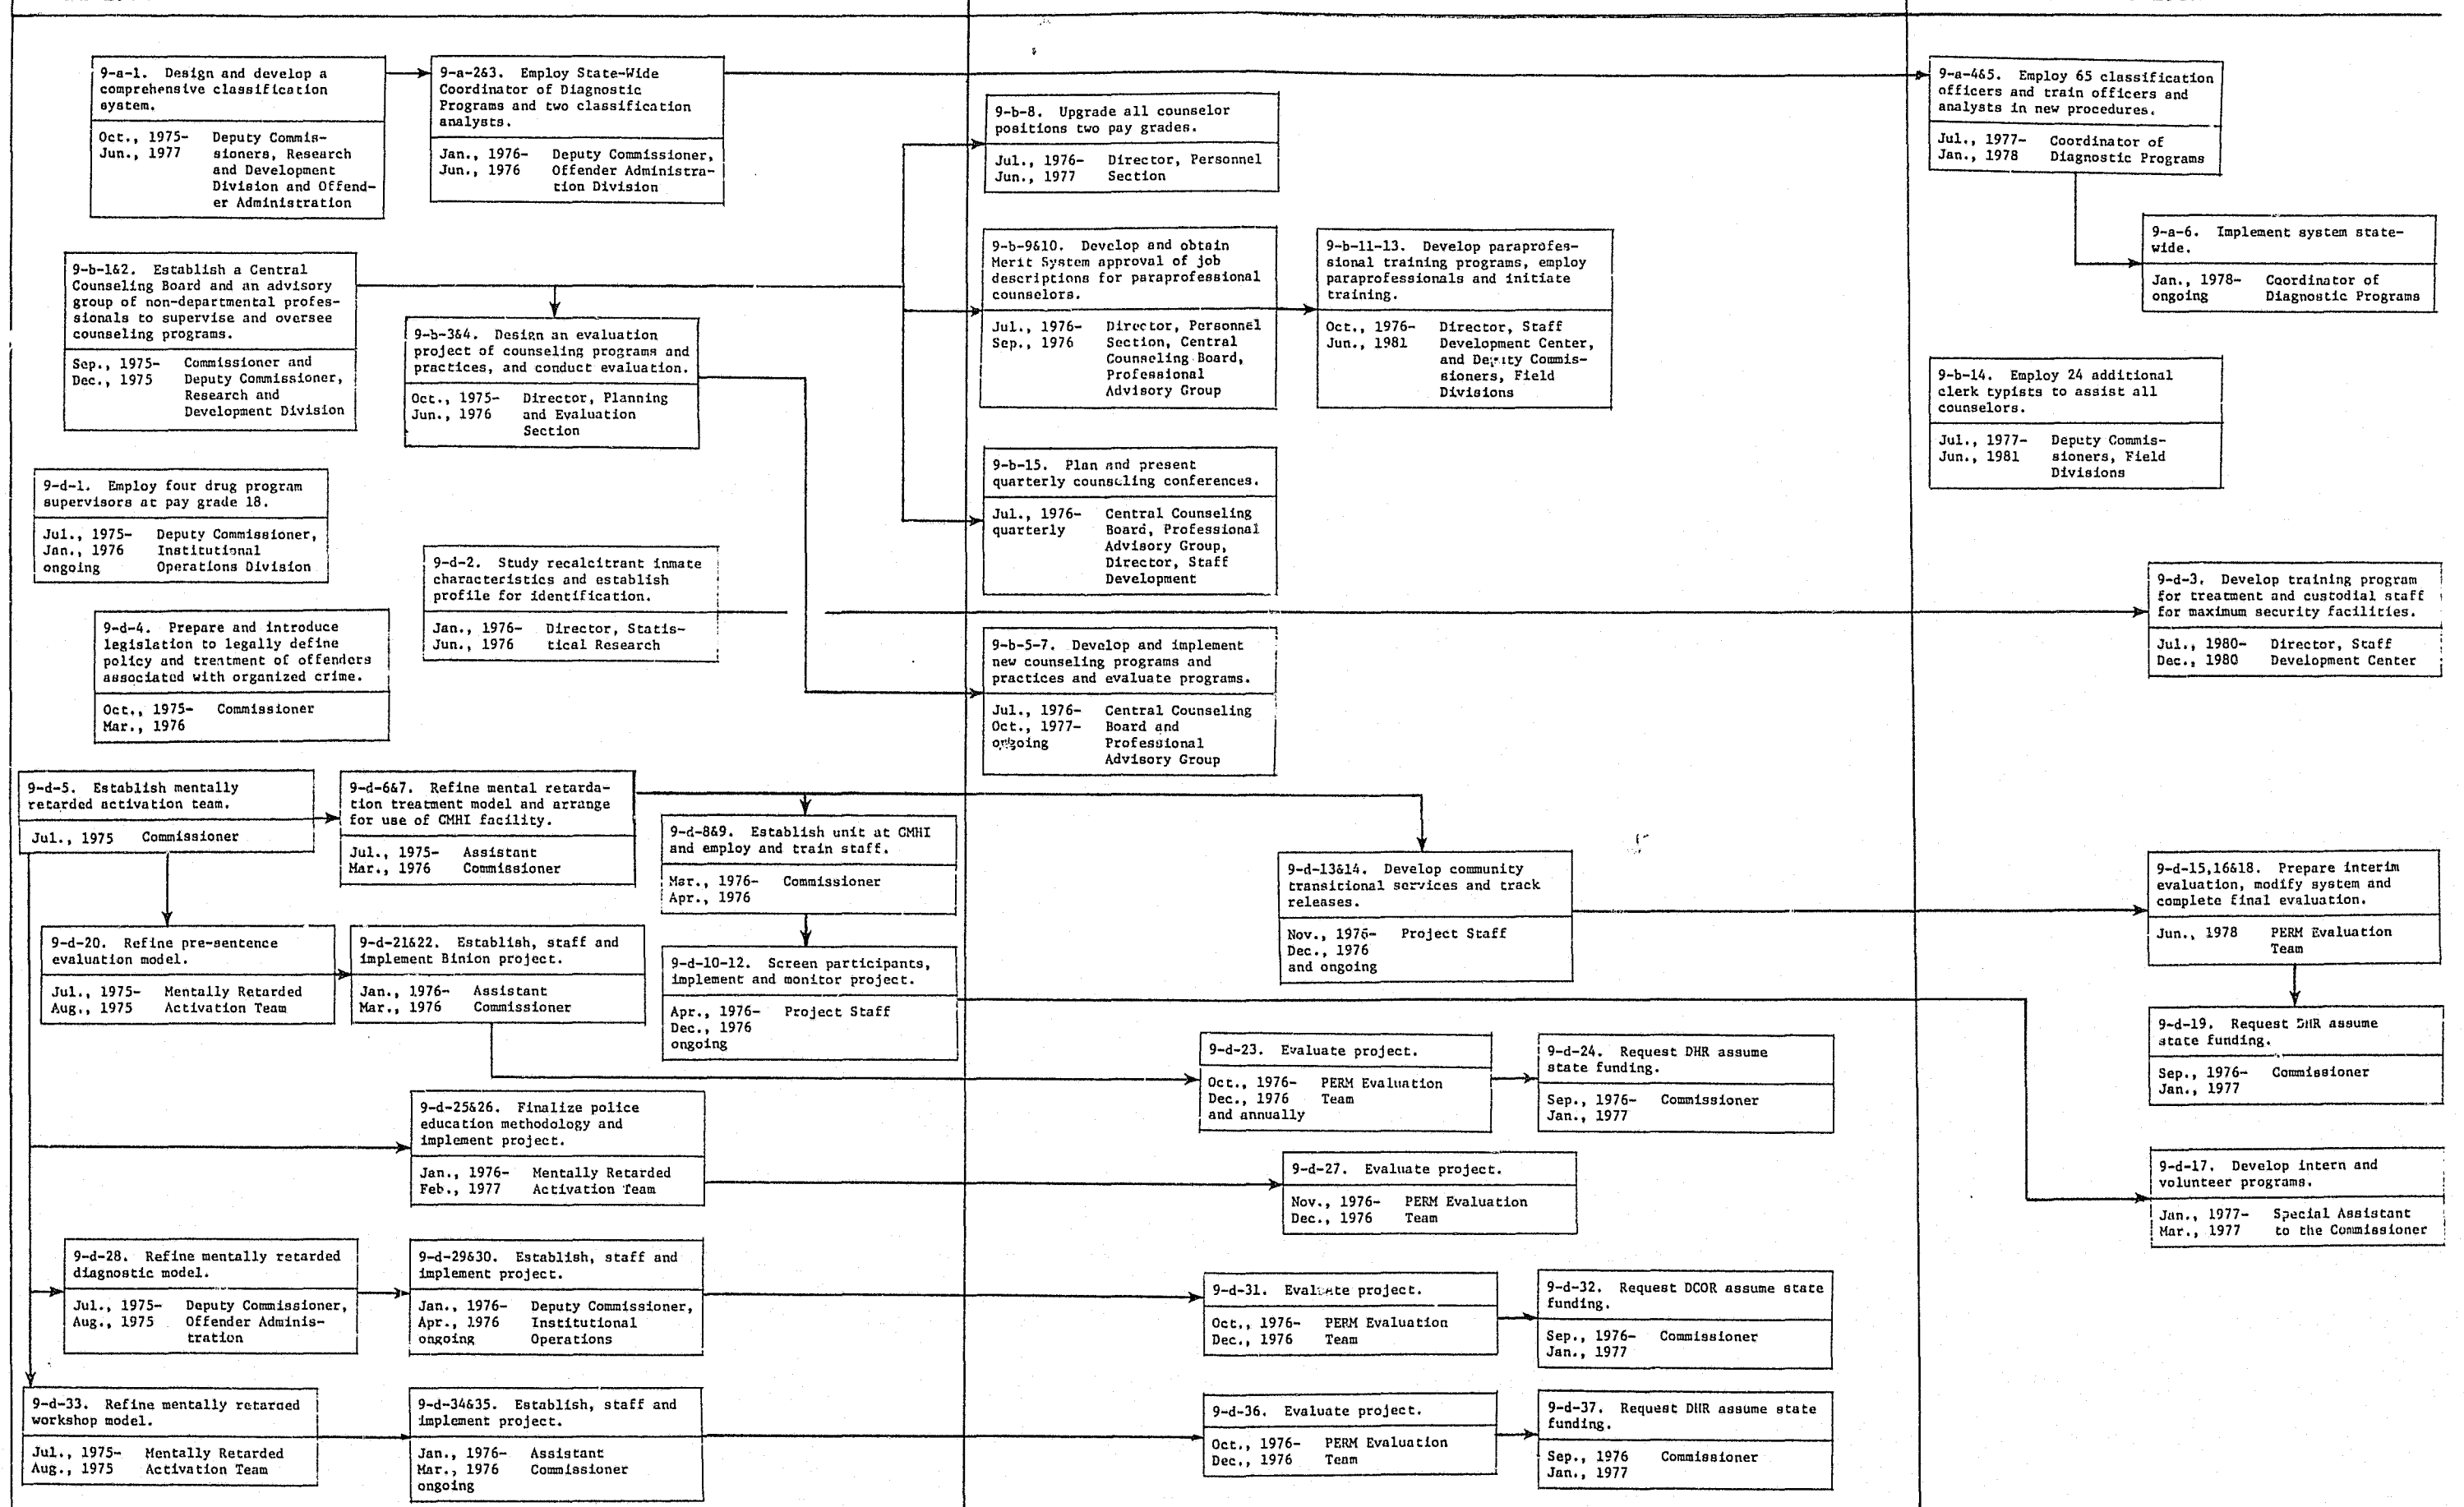 9-a-1. Design and develop a
comprehensive classification
system.
Oct., 1975- Deputy Commis-
Jun., 1977 sioners, Research
and Development
Division and Offend-
er Administration
9-a-2&3. Employ State-Wide
Coordinator of Diagnostic
Programs and two classification
analysts.
Jan., 1976- Deputy Commissioner,
Jun., 1976 Offender Administra-
tion Division
9-b-8. Upgrade all counselor
positions two pay grades.
Jul., 1976- Director, Personnel
Jun., 1977 Section
9-a-4&5. Employ 65 classification
officers and train officers and
analysts in new procedures.
Jul., 1977- Coordinator of
Jan., 1978 Diagnostic Programs
9-a-6. Implement system state-
wide.
Jan., 1978- Coordinator of
ongoing Diagnostic Programs
9-b-1&2. Establish a Central
Counseling Board and an advisory
group of non-departmental profes-
sionals to supervise and oversee
counseling programs.
Sep., 1975- Commissioner and
Dec., 1975 Deputy Commissioner,
Research and
Development Division
9-b-3&4. Design an evaluation
project of counseling programs and
practices, and conduct evaluation.
Oct., 1975- Director, Planning
Jun., 1976 and Evaluation
Section
9-b-9&10. Develop and obtain
Merit System approval of job
descriptions for paraprofessional
counselors.
Jul., 1976- Director, Personnel
Sep., 1976 Section, Central
Counseling Board,
Professional
Advisory Group
9-b-11-13. Develop paraprofes-
sional training programs, employ
paraprofessionals and initiate
training.
Oct., 1976- Director, Staff
Jun., 1981 Development Center,
and Deputy Commis-
sioners, Field
Divisions
9-b-14. Employ 24 additional
clerk typists to assist all
counselors.
Jul., 1977- Deputy Commis-
Jun., 1981 sioners, Field
Divisions
9-d-1. Employ four drug program
supervisors at pay grade 18.
Jul., 1975- Deputy Commissioner,
Jan., 1976 Institutional
ongoing Operations Division
9-b-15. Plan and present
quarterly counseling conferences.
Jul., 1976- Central Counseling
quarterly Board, Professional
Advisory Group,
Director, Staff
Development
9-d-2. Study recalcitrant inmate
characteristics and establish
profile for identification.
Jan., 1976- Director, Statis-
Jun., 1976 tical Research
9-d-3. Develop training program
for treatment and custodial staff
for maximum security facilities.
Jul., 1980- Director, Staff
Dec., 1980 Development Center
9-d-4. Prepare and introduce
legislation to legally define
policy and treatment of offenders
associated with organized crime.
Oct., 1975- Commissioner
Mar., 1976
9-b-5-7. Develop and implement
new counseling programs and
practices and evaluate programs.
Jul., 1976- Central Counseling
Oct., 1977- Board and
ongoing Professional
Advisory Group
9-d-5. Establish mentally
retarded activation team.
Jul., 1975 Commissioner
9-d-6&7. Refine mental retarda-
tion treatment model and arrange
for use of GMHI facility.
Jul., 1975- Assistant
Mar., 1976 Commissioner
9-d-8&9. Establish unit at GMHI
and employ and train staff.
Mar., 1976- Commissioner
Apr., 1976
9-d-13&14. Develop community
transitional services and track
releases.
Nov., 1976- Project Staff
Dec., 1976
and ongoing
9-d-15,16&18. Prepare interim
evaluation, modify system and
complete final evaluation.
Jun., 1978 PERM Evaluation
Team
9-d-20. Refine pre-sentence
evaluation model.
Jul., 1975- Mentally Retarded
Aug., 1975 Activation Team
9-d-21&22. Establish, staff and
implement Binion project.
Jan., 1976- Assistant
Mar., 1976 Commissioner
9-d-10-12. Screen participants,
implement and monitor project.
Apr., 1976- Project Staff
Dec., 1976
ongoing
9-d-19. Request DHR assume
state funding.
Sep., 1976- Commissioner
Jan., 1977
9-d-23. Evaluate project.
Oct., 1976- PERM Evaluation
Dec., 1976 Team
and annually
9-d-24. Request DHR assume
state funding.
Sep., 1976- Commissioner
Jan., 1977
9-d-25&26. Finalize police
education methodology and
implement project.
Jan., 1976- Mentally Retarded
Feb., 1977 Activation Team
9-d-27. Evaluate project.
Nov., 1976- PERM Evaluation
Dec., 1976 Team
9-d-17. Develop intern and
volunteer programs.
Jan., 1977- Special Assistant
Mar., 1977 to the Commissioner
9-d-28. Refine mentally retarded
diagnostic model.
Jul., 1975- Deputy Commissioner,
Aug., 1975 Offender Adminis-
tration
9-d-29&30. Establish, staff and
implement project.
Jan., 1976- Deputy Commissioner,
Apr., 1976 Institutional
ongoing Operations
9-d-31. Evaluate project.
Oct., 1976- PERM Evaluation
Dec., 1976 Team
9-d-32. Request DCOR assume state
funding.
Sep., 1976- Commissioner
Jan., 1977
9-d-33. Refine mentally retarded
workshop model.
Jul., 1975- Mentally Retarded
Aug., 1975 Activation Team
9-d-34&35. Establish, staff and
implement project.
Jan., 1976- Assistant
Mar., 1976 Commissioner
ongoing
9-d-36. Evaluate project.
Oct., 1976- PERM Evaluation
Dec., 1976 Team
9-d-37. Request DHR assume state
funding.
Sep., 1976 Commissioner
Jan., 1977